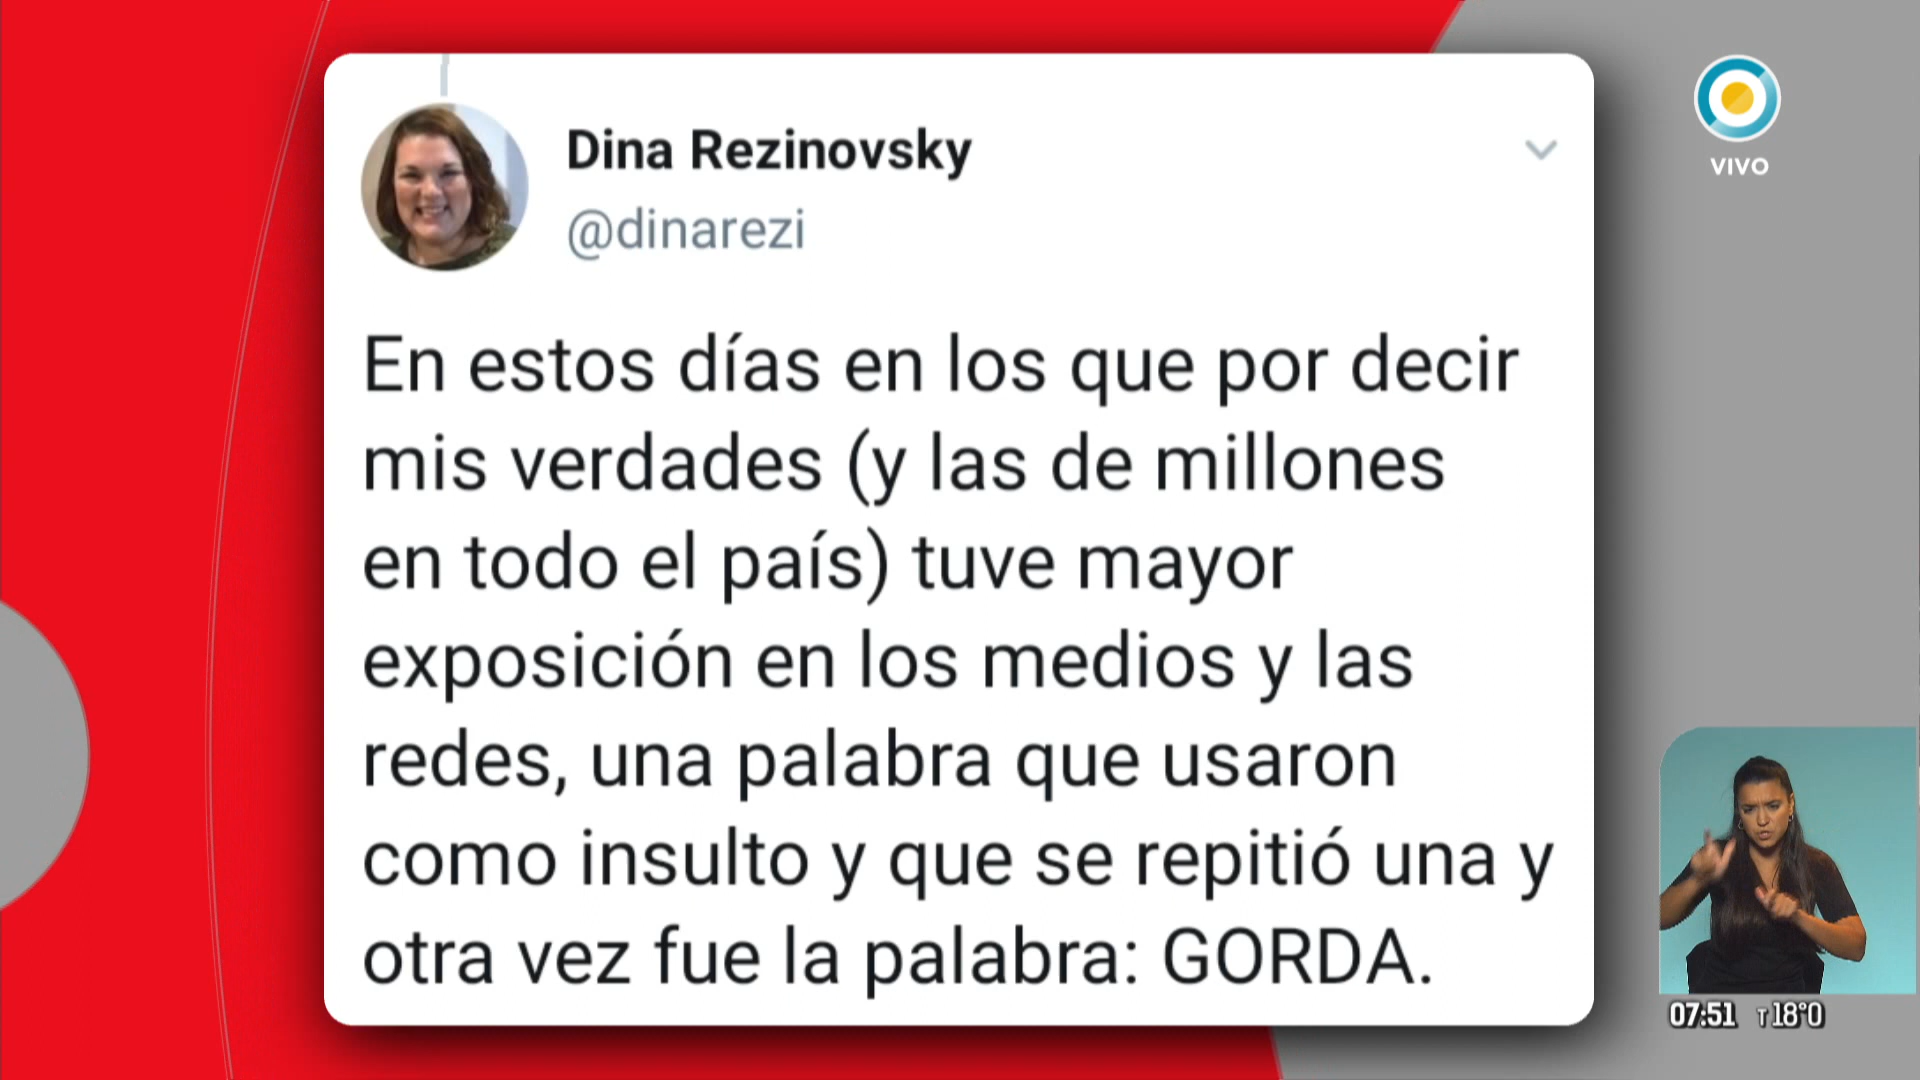 Dina Rezinovsky
@dinarezi
En estos días en los que por decir
mis verdades (y las de millones
en todo el país) tuve mayor
exposición en los medios y las
redes, una palabra que usaron
como insulto y que se repitió una y
otra vez fue la palabra: GORDA.
VIVO
07:51 T 18°0